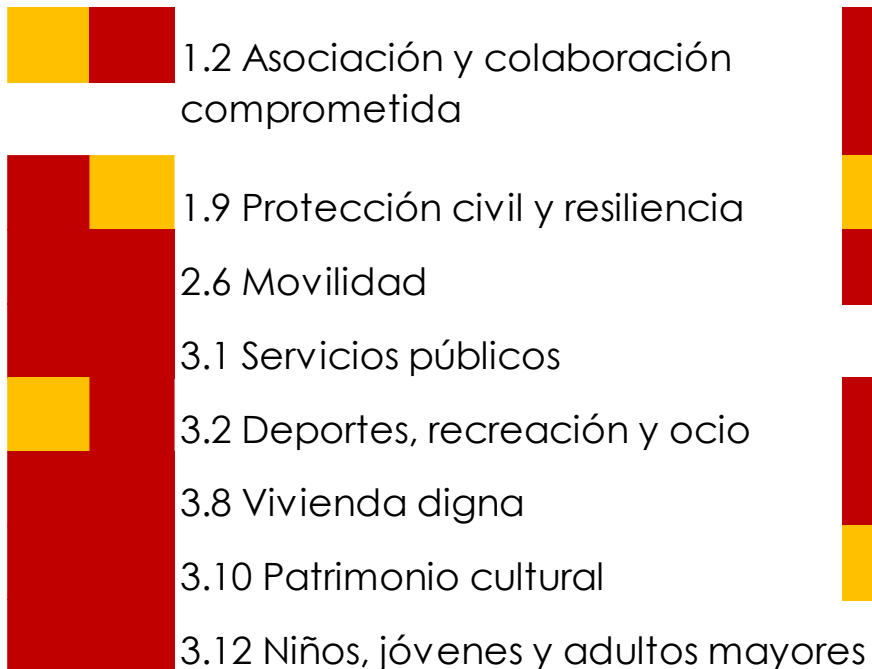 1.2 Asociación y colaboración
comprometida
1.9 Protección civil y resiliencia
2.6 Movilidad
3.1 Servicios públicos
3.2 Deportes, recreación y ocio
3.8 Vivienda digna
3.10 Patrimonio cultural
3.12 Niños, jóvenes y adultos mayores